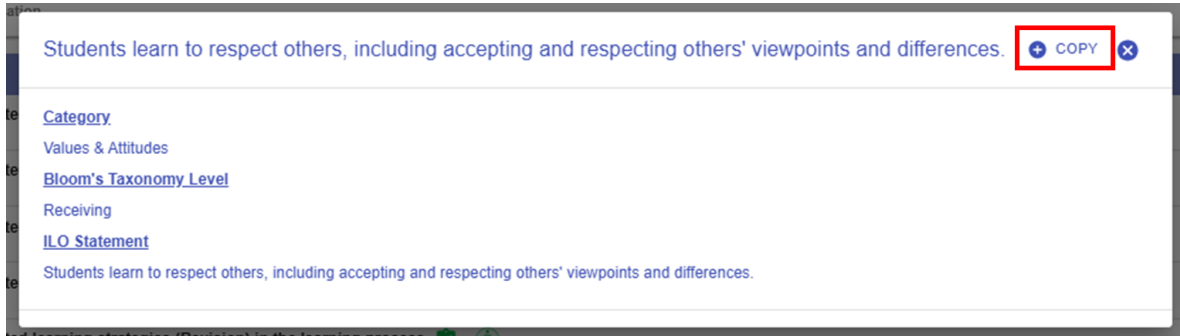 ation
Students learn to respect others, including accepting and respecting others' viewpoints and differences. COPY
Category
Values & Attitudes
Bloom's Taxonomy Level
Receiving
ILO Statement
Students learn to respect others, including accepting and respecting others' viewpoints and differences.